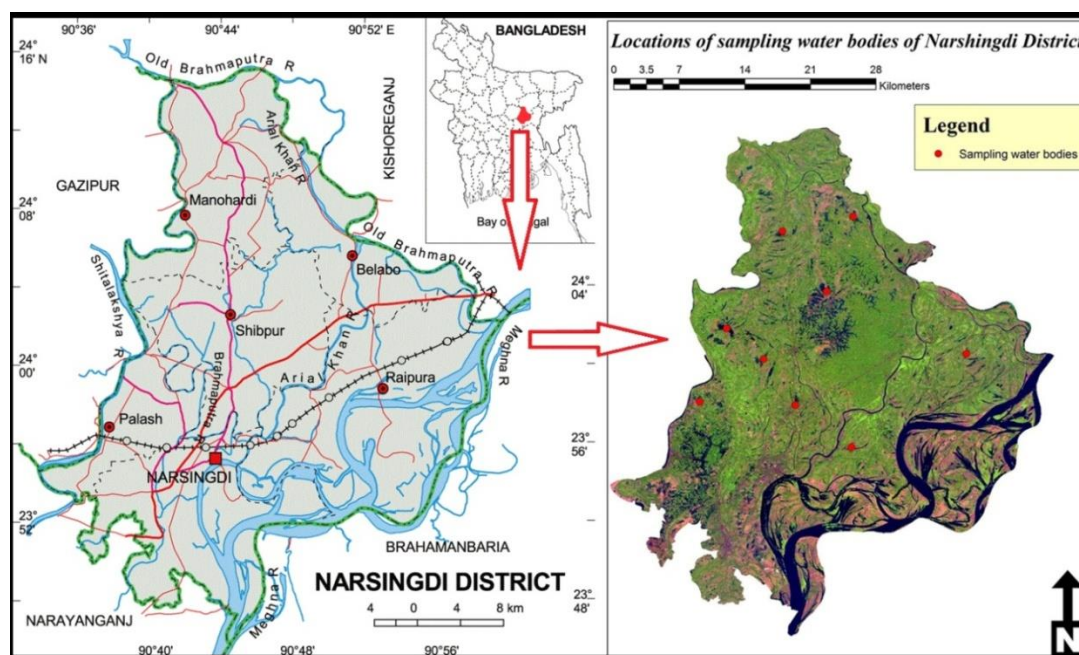 90° 36'
90° 44'
90° 52' E
24°
16' N
24°
08'
24°
00'
23°
52'
24°
04'
23°
56'
23°
48'
90° 40'
90° 48'
90° 56'
Old Brahmaputra R
Arial Khan R
KISHOREGANJ
GAZIPUR
Manohardi
Old Brahmaputra R
Belabo
Shitalakshya R
Shibpur
Meghna R
Brahmaputra R
Arial Khan R
Raipura
Palash
NARSINGDI
BRAHAMANBARIA
NARSINGDI DISTRICT
4 0 4 8 km
NARAYANGANJ
Meghna R
BANGLADESH
Locations of sampling water bodies of Narshingdi District
0 3.5 7 14 21 28
Kilometers
Legend
Sampling water bodies
N